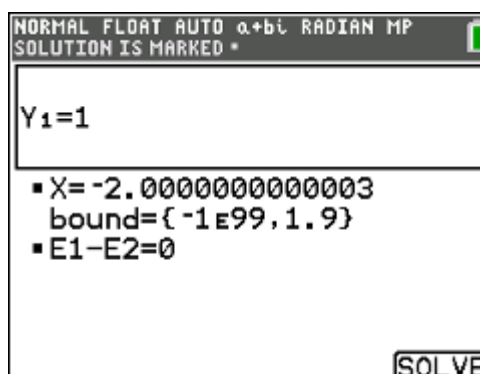 NORMAL FLOAT AUTO a+bi RADIAN MP
SOLUTION IS MARKED ▪
Y₁=1
▪X=⁻2.0000000000003
bound={⁻1ᴇ99,1.9}
▪E1−E2=0
SOLVE